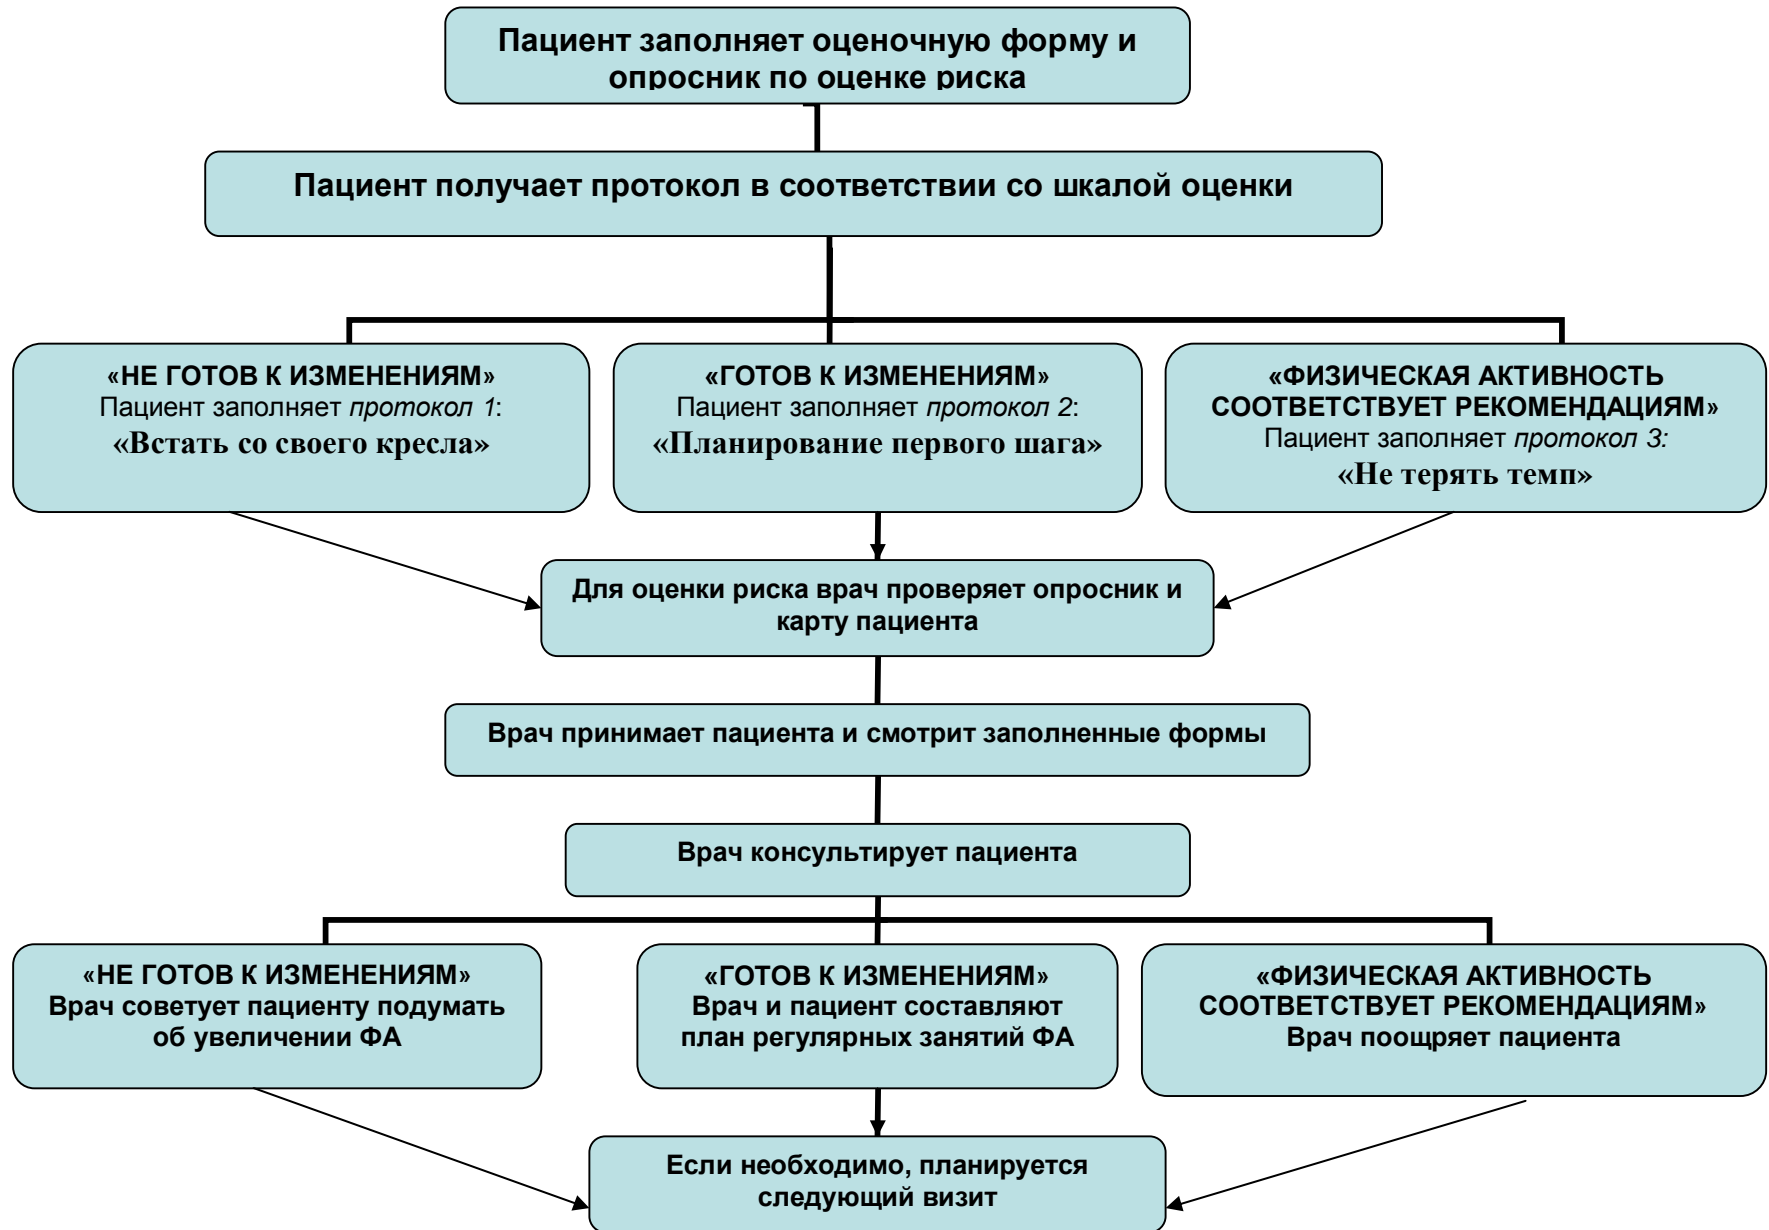 Пациент заполняет оценочную форму и
опросник по оценке риска
Пациент получает протокол в соответствии со шкалой оценки
«НЕ ГОТОВ К ИЗМЕНЕНИЯМ»
Пациент заполняет протокол 1:
«Встать со своего кресла»
«ГОТОВ К ИЗМЕНЕНИЯМ»
Пациент заполняет протокол 2:
«Планирование первого шага»
«ФИЗИЧЕСКАЯ АКТИВНОСТЬ
СООТВЕТСТВУЕТ РЕКОМЕНДАЦИЯМ»
Пациент заполняет протокол 3:
«Не терять темп»
Для оценки риска врач проверяет опросник и
карту пациента
Врач принимает пациента и смотрит заполненные формы
Врач консультирует пациента
«НЕ ГОТОВ К ИЗМЕНЕНИЯМ»
Врач советует пациенту подумать
об увеличении ФА
«ГОТОВ К ИЗМЕНЕНИЯМ»
Врач и пациент составляют
план регулярных занятий ФА
«ФИЗИЧЕСКАЯ АКТИВНОСТЬ
СООТВЕТСТВУЕТ РЕКОМЕНДАЦИЯМ»
Врач поощряет пациента
Если необходимо, планируется
следующий визит